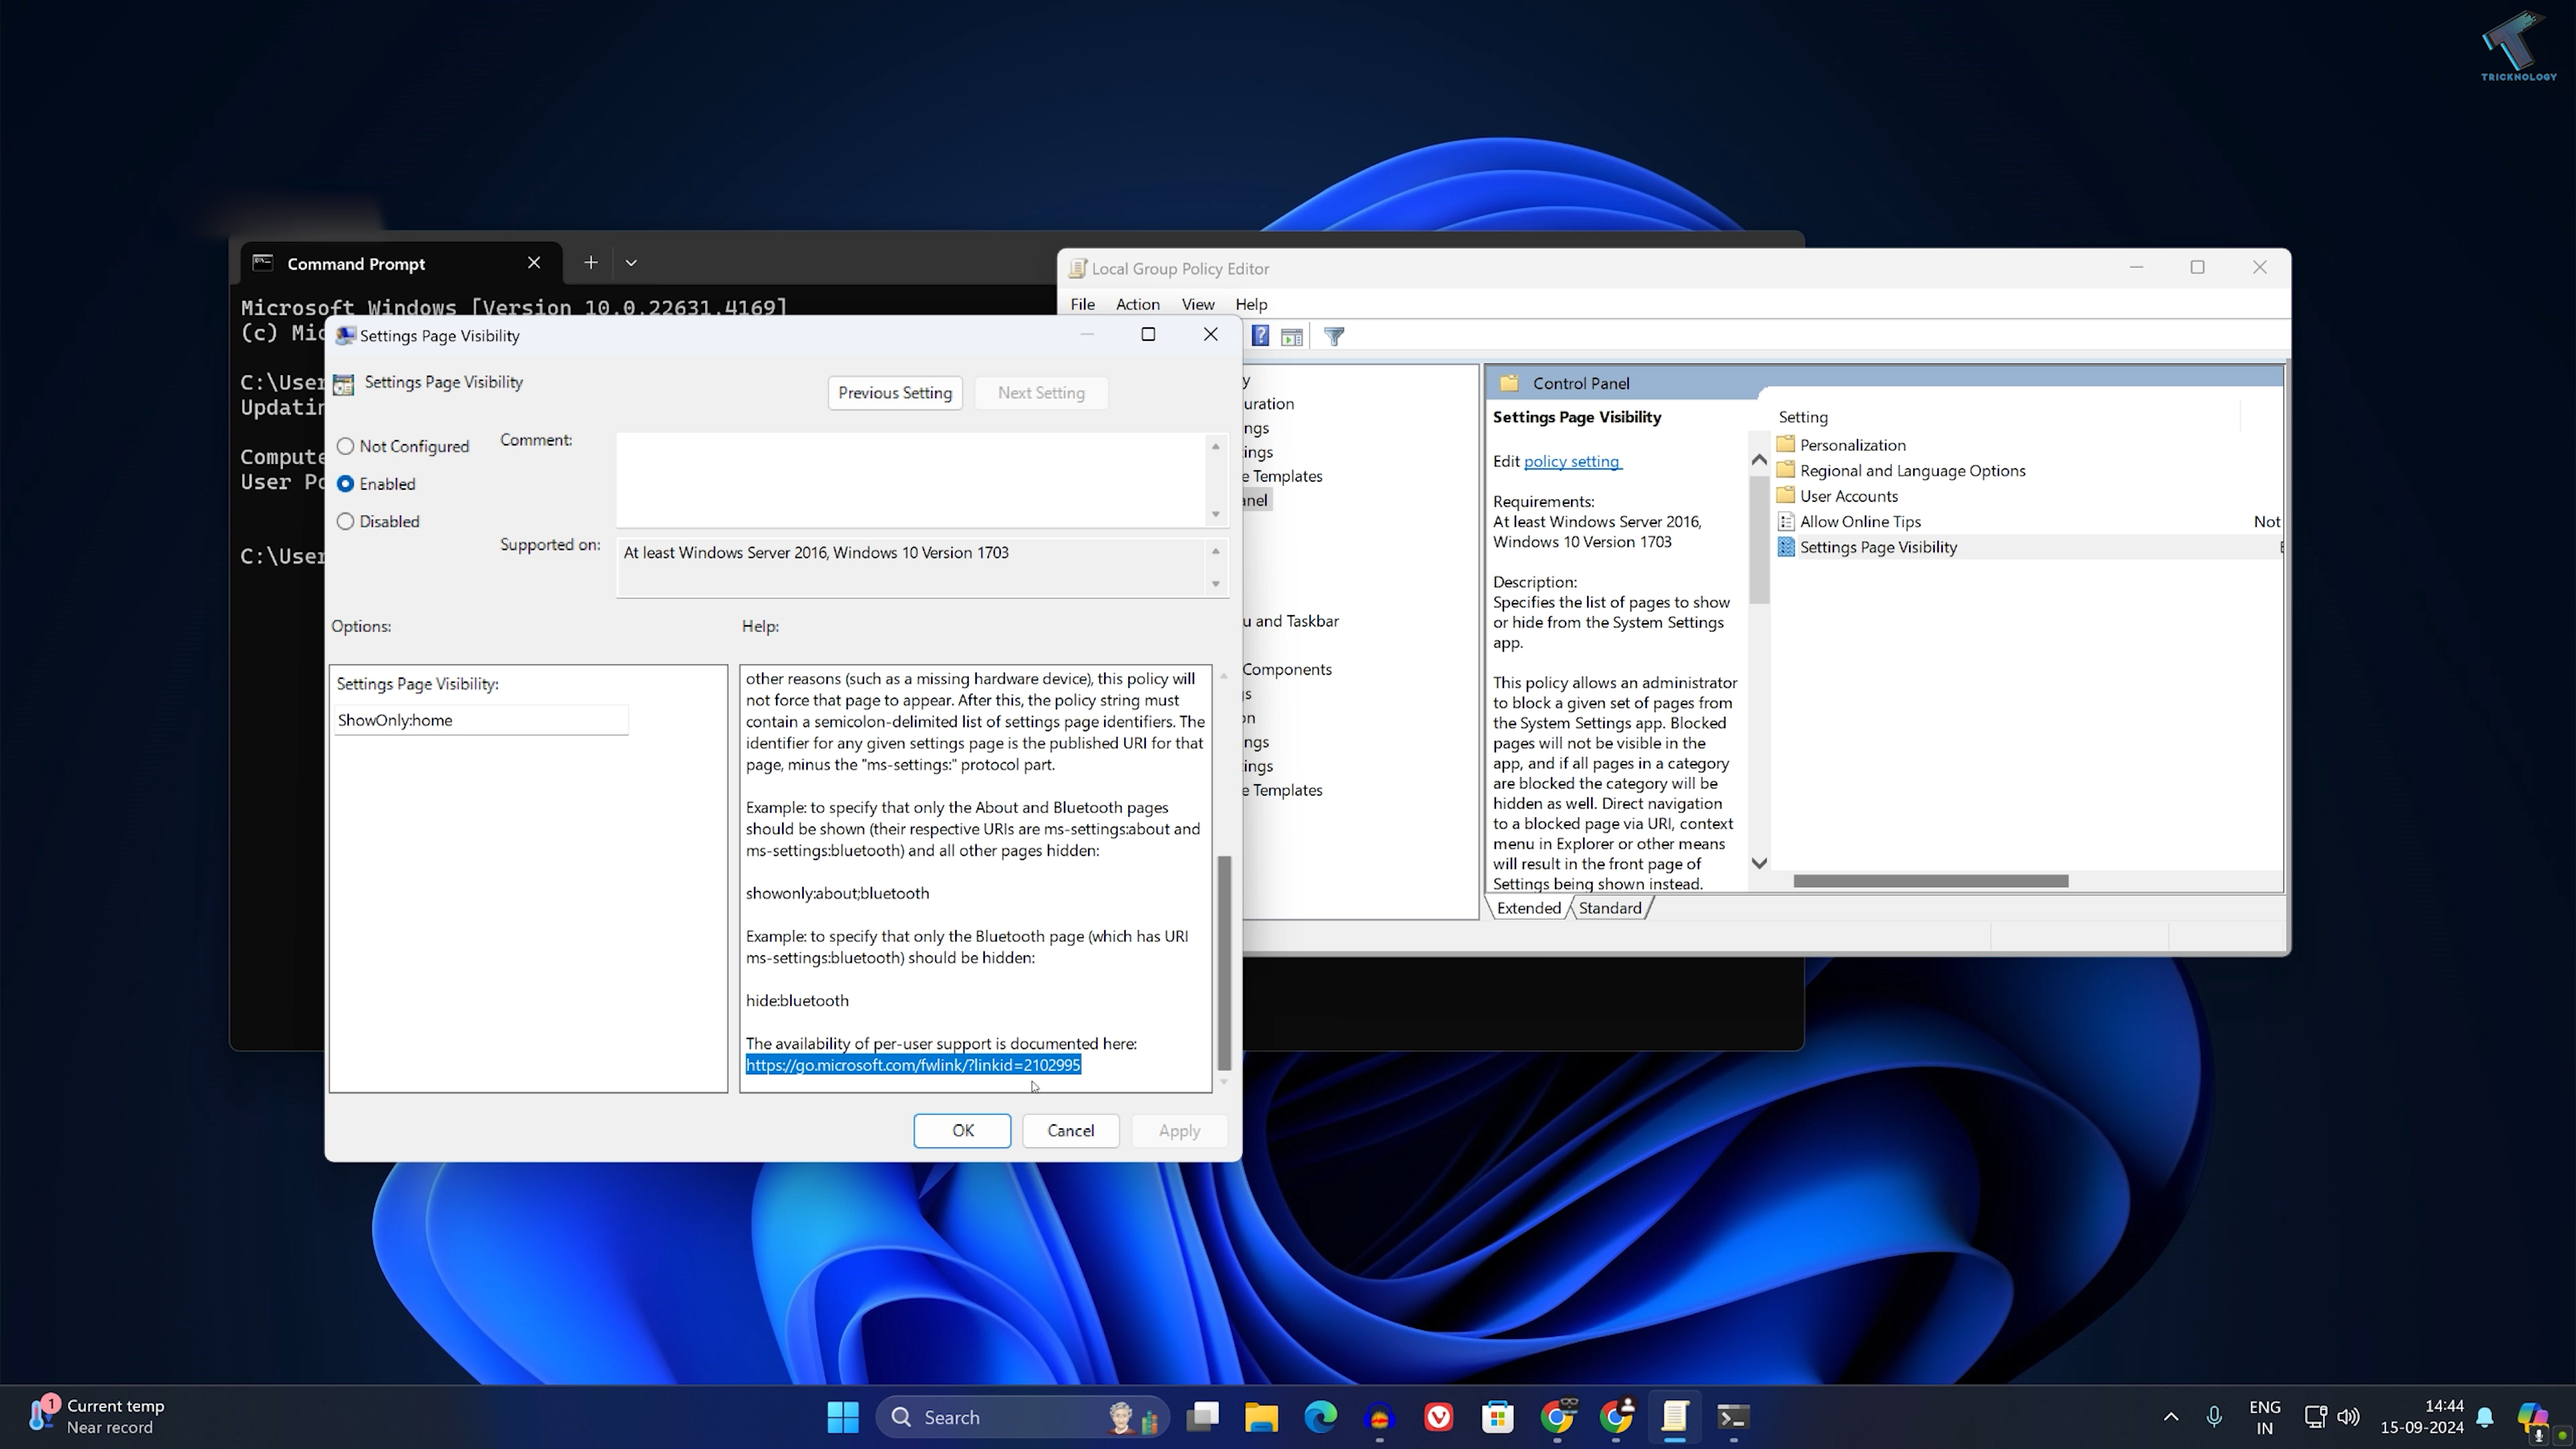 TRICKNOLOGY
Command Prompt
Microsoft Windows [Version 10.0.22631.4169]
(c) Mic
C:\User
Updatin
Compute
User Po
C:\User
Local Group Policy Editor
File Action View Help
y
uration
ngs
ings
e Templates
anel
u and Taskbar
Components
gs
on
ngs
ings
e Templates
Control Panel
Settings Page Visibility
Edit policy setting
Requirements:
At least Windows Server 2016,
Windows 10 Version 1703
Description:
Specifies the list of pages to show
or hide from the System Settings
app.
This policy allows an administrator
to block a given set of pages from
the System Settings app. Blocked
pages will not be visible in the
app, and if all pages in a category
are blocked the category will be
hidden as well. Direct navigation
to a blocked page via URI, context
menu in Explorer or other means
will result in the front page of
Settings being shown instead.
Setting
Personalization
Regional and Language Options
User Accounts
Allow Online Tips Not
Settings Page Visibility E
Extended Standard
Settings Page Visibility
Settings Page Visibility
Previous Setting Next Setting
Not Configured
Enabled
Disabled
Comment:
Supported on: At least Windows Server 2016, Windows 10 Version 1703
Options: Help:
Settings Page Visibility:
ShowOnly:home
other reasons (such as a missing hardware device), this policy will
not force that page to appear. After this, the policy string must
contain a semicolon-delimited list of settings page identifiers. The
identifier for any given settings page is the published URI for that
page, minus the "ms-settings:" protocol part.
Example: to specify that only the About and Bluetooth pages
should be shown (their respective URIs are ms-settings:about and
ms-settings:bluetooth) and all other pages hidden:
showonly:about;bluetooth
Example: to specify that only the Bluetooth page (which has URI
ms-settings:bluetooth) should be hidden:
hide:bluetooth
The availability of per-user support is documented here:
https://go.microsoft.com/fwlink/?linkid=2102995
OK Cancel Apply
1
Current temp
Near record
Search
ENG
IN
14:44
15-09-2024